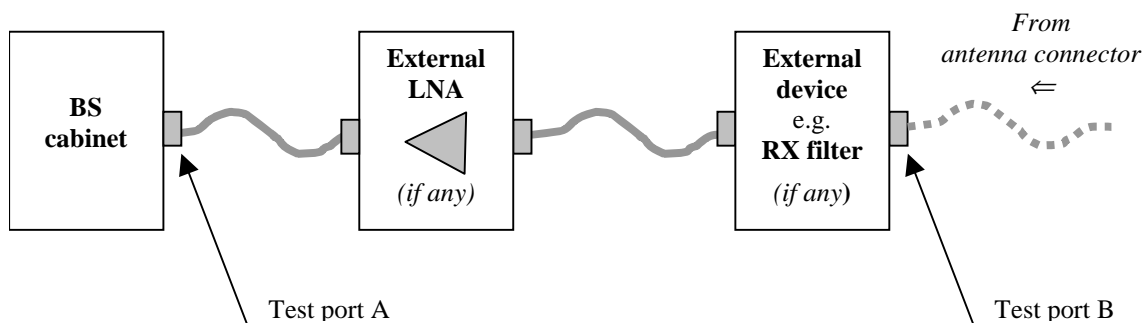 BS
cabinet
External
LNA
(if any)
External
device
e.g.
RX filter
(if any)
From
antenna connector
⇐
Test port A
Test port B